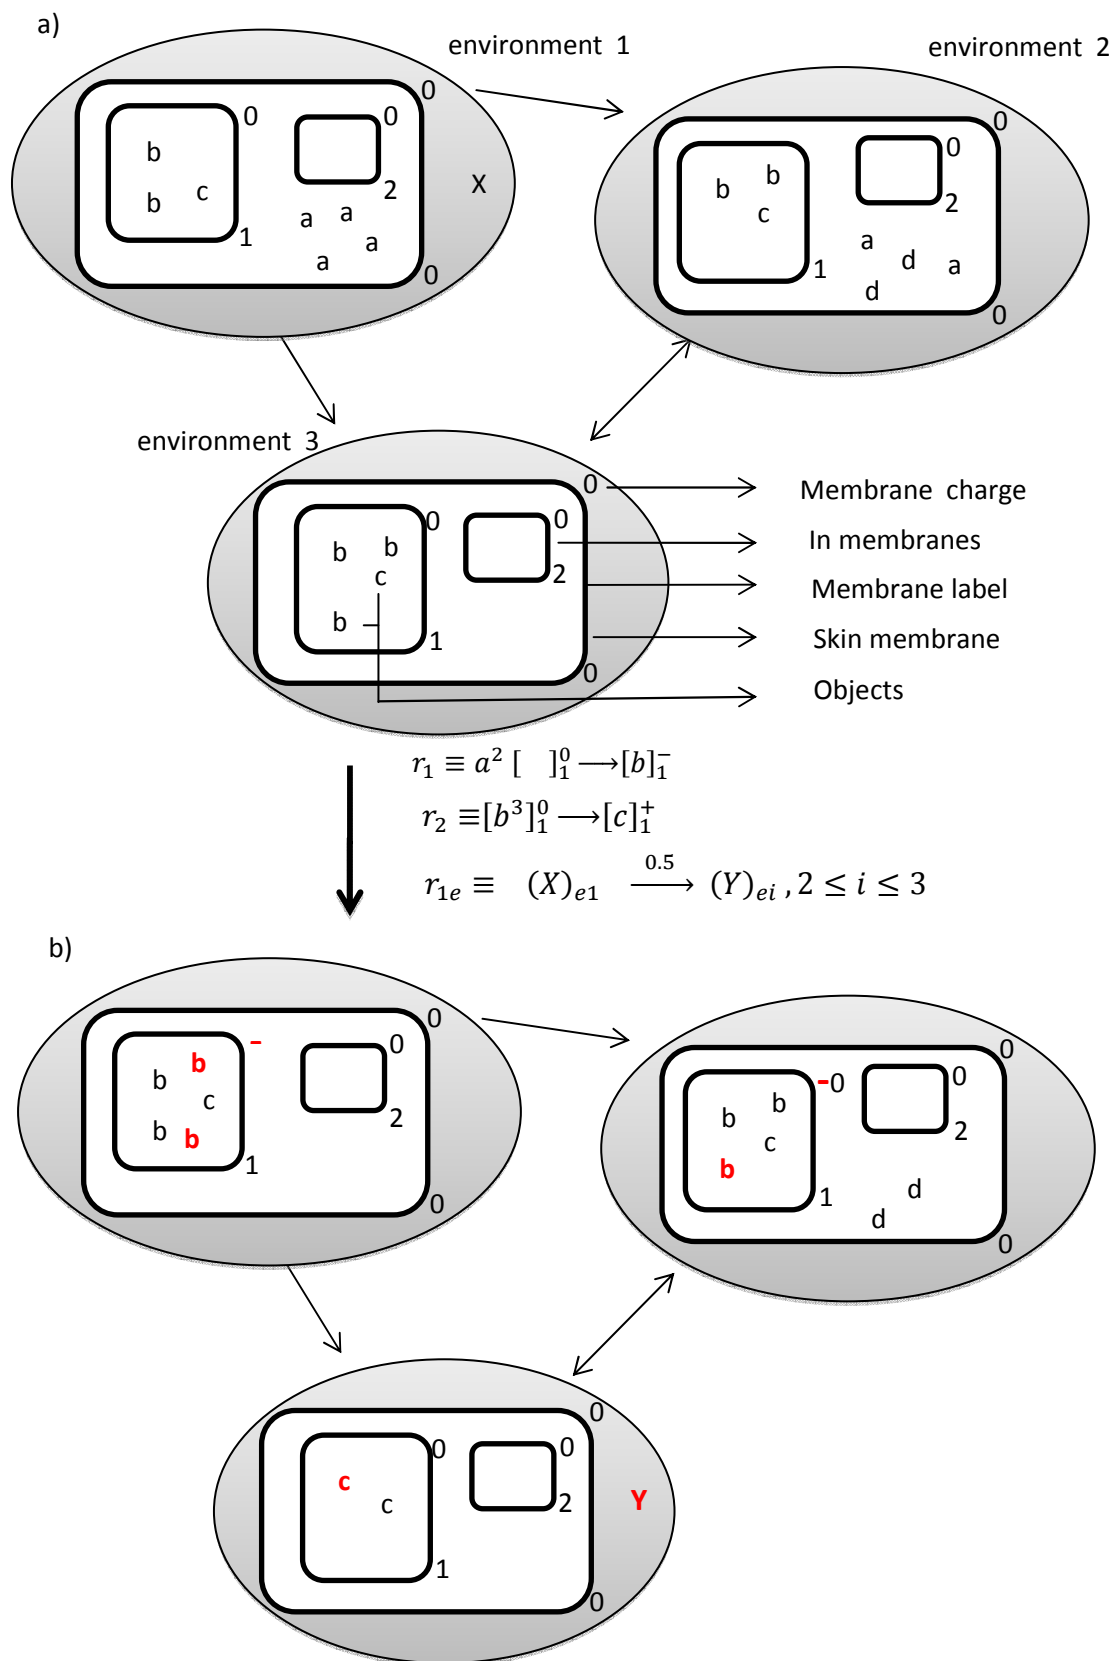 a)
environment 1
environment 2
0
0
0
b
b
c
1
2
a
a
a
a
X
0
0
0
b
b
c
1
2
a
d
a
d
0
environment 3
0
0
0
b
b
c
b
1
2
0
Membrane charge
In membranes
Membrane label
Skin membrane
Objects
r₁ ≡ a² [ ]₁⁰ ⟶ [b]₁⁻
r₂ ≡ [b³]₁⁰ ⟶ [c]₁⁺
r₁ₑ ≡ (X)ₑ₁ —0.5→ (Y)ₑᵢ , 2 ≤ i ≤ 3
b)
0
-
0
b
b
c
b
b
1
2
0
0
-0
0
b
b
c
b
1
2
d
d
0
0
0
0
c
c
1
2
Y
0